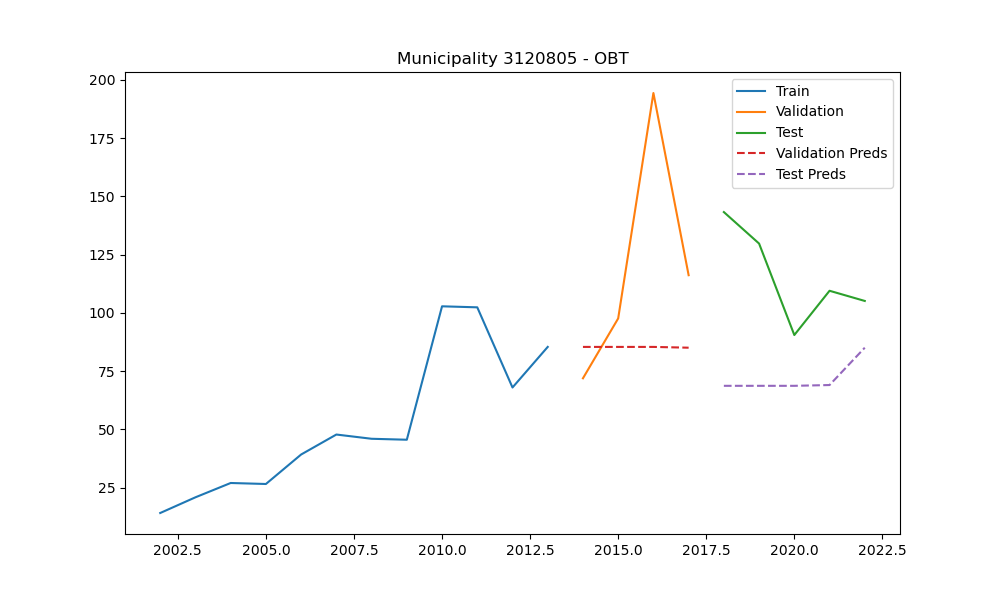 Municipality 3120805 - OBT
200
175
150
125
100
75
50
25
Train
Validation
Test
Validation Preds
Test Preds
2002.5 2005.0 2007.5 2010.0 2012.5 2015.0 2017.5 2020.0 2022.5